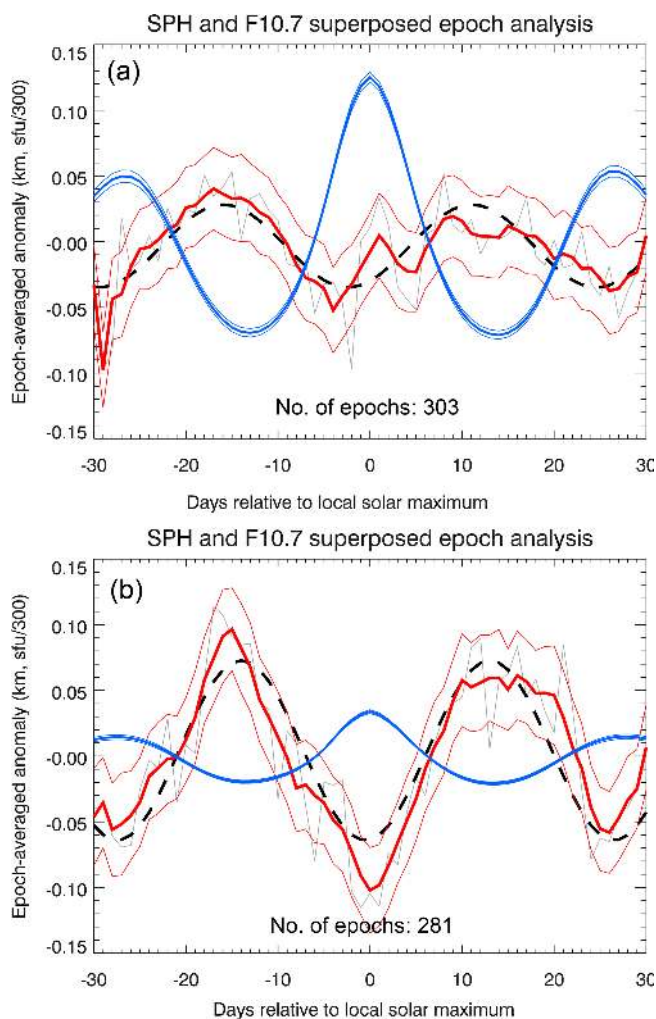 SPH and F10.7 superposed epoch analysis
(a)
Epoch-averaged anomaly (km, sfu/300)
0.15
0.10
0.05
-0.00
-0.05
-0.10
-0.15
No. of epochs: 303
-30 -20 -10 0 10 20 30
Days relative to local solar maximum
SPH and F10.7 superposed epoch analysis
(b)
Epoch-averaged anomaly (km, sfu/300)
0.15
0.10
0.05
-0.00
-0.05
-0.10
-0.15
No. of epochs: 281
-30 -20 -10 0 10 20 30
Days relative to local solar maximum